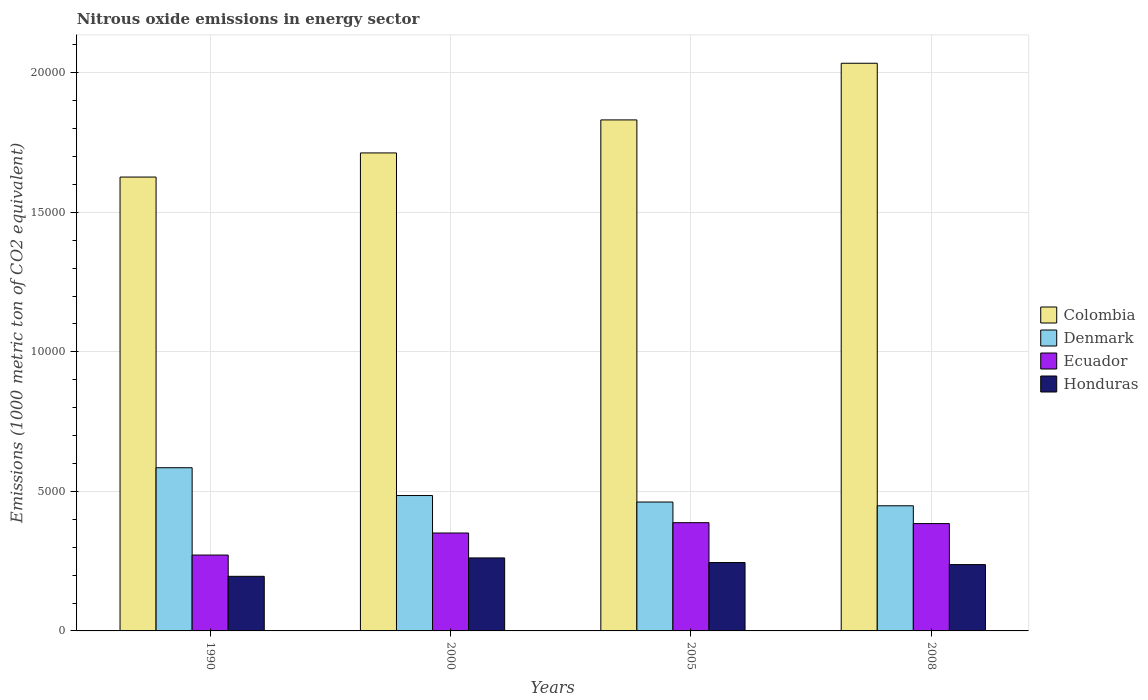 Nitrous oxide emissions in energy sector
Emissions (1000 metric ton of CO2 equivalent)
20000
15000
10000
5000
0
1990
2000
2005
2008
Years
Colombia
Denmark
Ecuador
Honduras